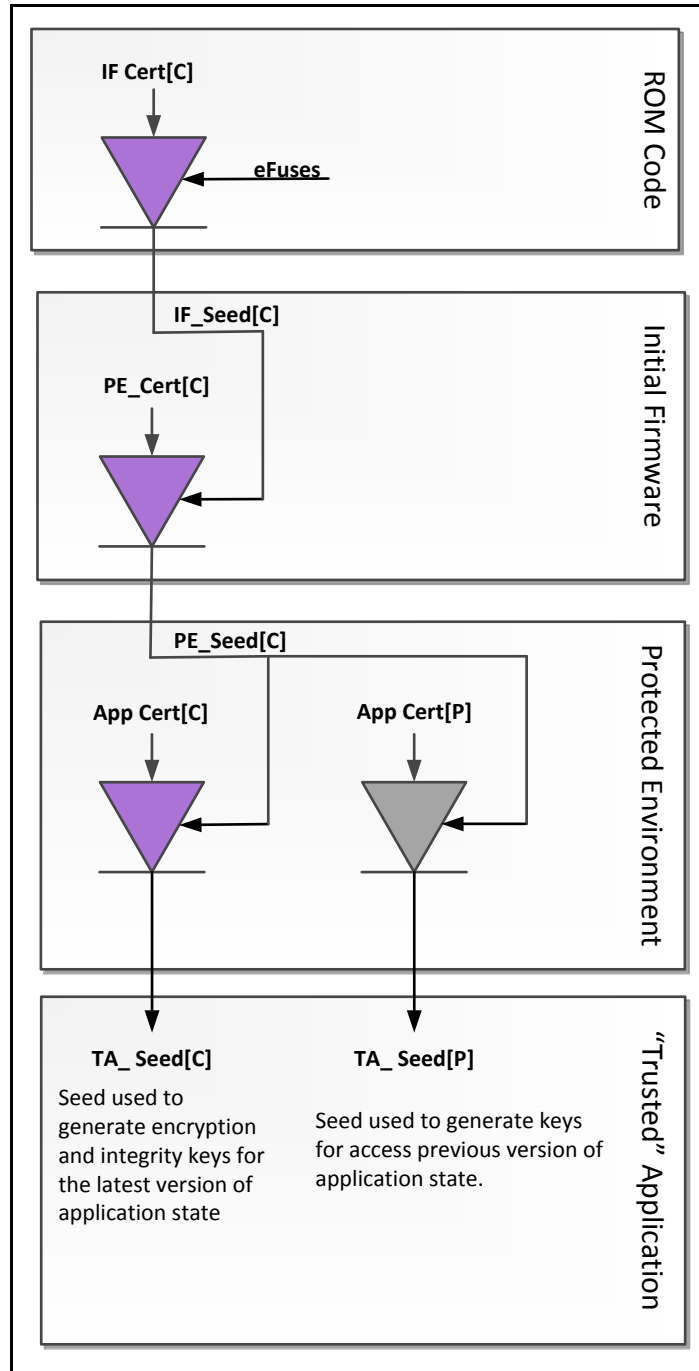 IF Cert[C]
eFuses
ROM Code
IF_Seed[C]
PE_Cert[C]
Initial Firmware
PE_Seed[C]
App Cert[C]
App Cert[P]
Protected Environment
TA_ Seed[C]
Seed used to
generate encryption
and integrity keys for
the latest version of
application state
TA_ Seed[P]
Seed used to generate keys
for access previous version of
application state.
“Trusted” Application